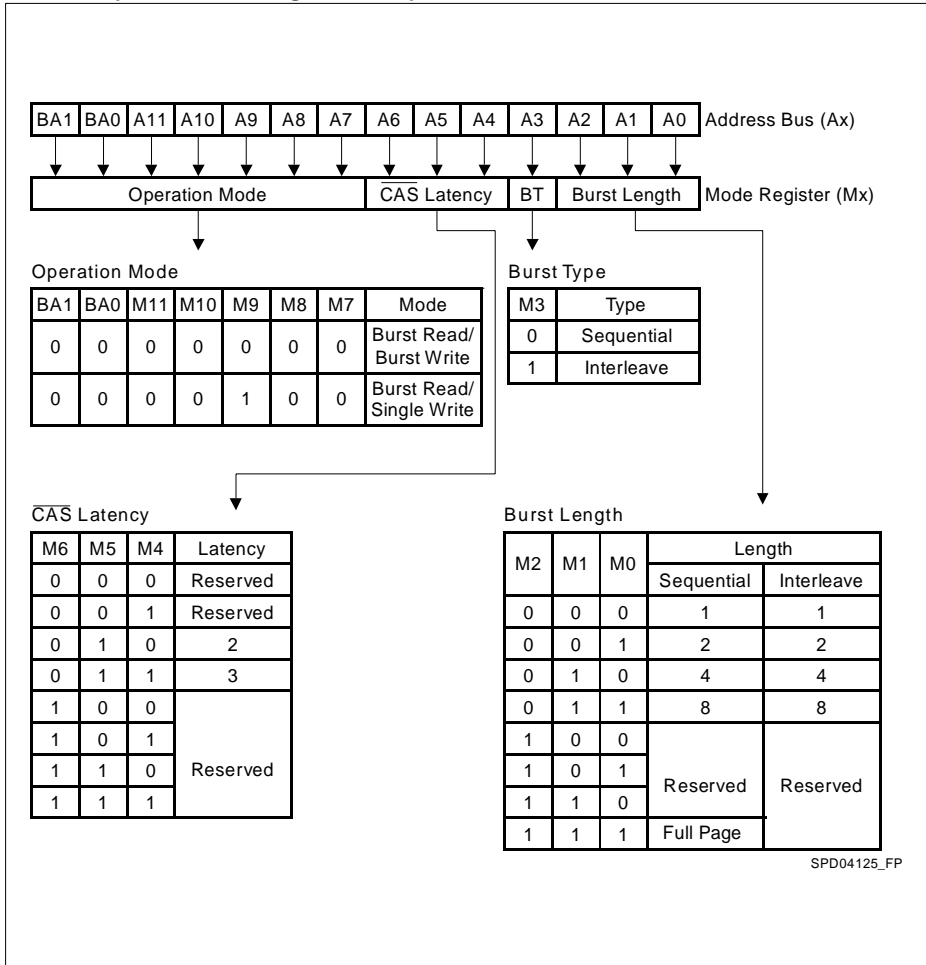 BA1 BA0 A11 A10 A9 A8 A7 A6 A5 A4 A3 A2 A1 A0 Address Bus (Ax)
Operation Mode CAS Latency BT Burst Length Mode Register (Mx)
Operation Mode
BA1 BA0 M11 M10 M9 M8 M7 Mode
0 0 0 0 0 0 0 Burst Read/
Burst Write
0 0 0 0 1 0 0 Burst Read/
Single Write
Burst Type
M3 Type
0 Sequential
1 Interleave
CAS Latency
M6 M5 M4 Latency
0 0 0 Reserved
0 0 1 Reserved
0 1 0 2
0 1 1 3
1 0 0
1 0 1
1 1 0 Reserved
1 1 1
Burst Length
M2 M1 M0 Length
Sequential Interleave
0 0 0 1 1
0 0 1 2 2
0 1 0 4 4
0 1 1 8 8
1 0 0
1 0 1 Reserved Reserved
1 1 0
1 1 1 Full Page
SPD04125_FP